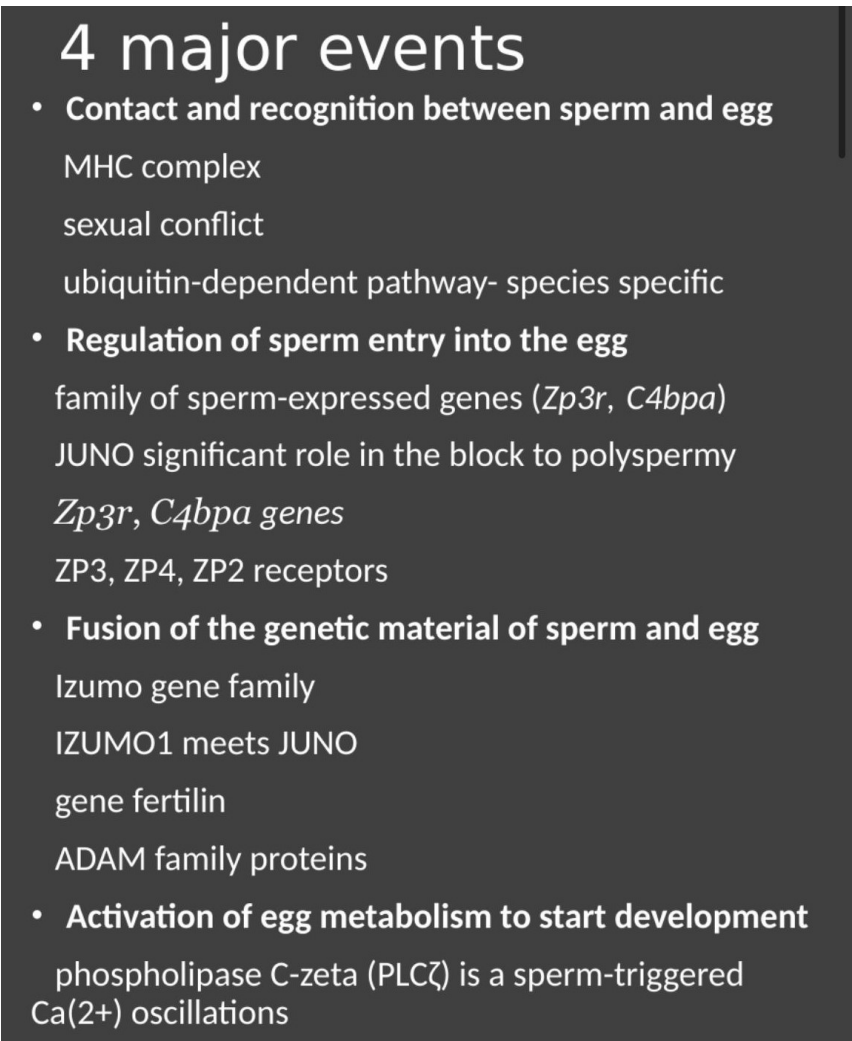 4 major events
• Contact and recognition between sperm and egg
MHC complex
sexual conflict
ubiquitin-dependent pathway- species specific
• Regulation of sperm entry into the egg
family of sperm-expressed genes (Zp3r, C4bpa)
JUNO significant role in the block to polyspermy
Zp3r, C4bpa genes
ZP3, ZP4, ZP2 receptors
• Fusion of the genetic material of sperm and egg
Izumo gene family
IZUMO1 meets JUNO
gene fertilin
ADAM family proteins
• Activation of egg metabolism to start development
phospholipase C-zeta (PLCζ) is a sperm-triggered
Ca(2+) oscillations